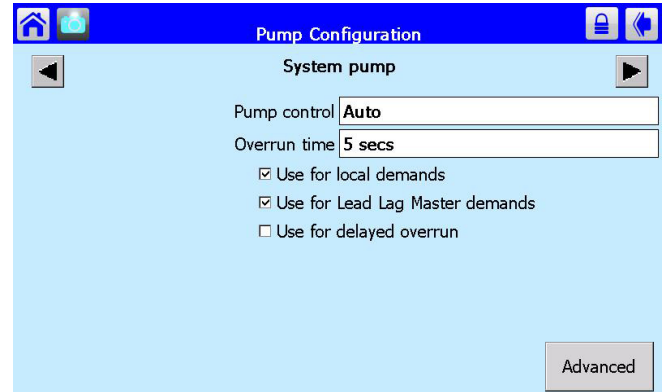 Pump Configuration
System pump
Pump control Auto
Overrun time 5 secs
Use for local demands
Use for Lead Lag Master demands
Use for delayed overrun
Advanced